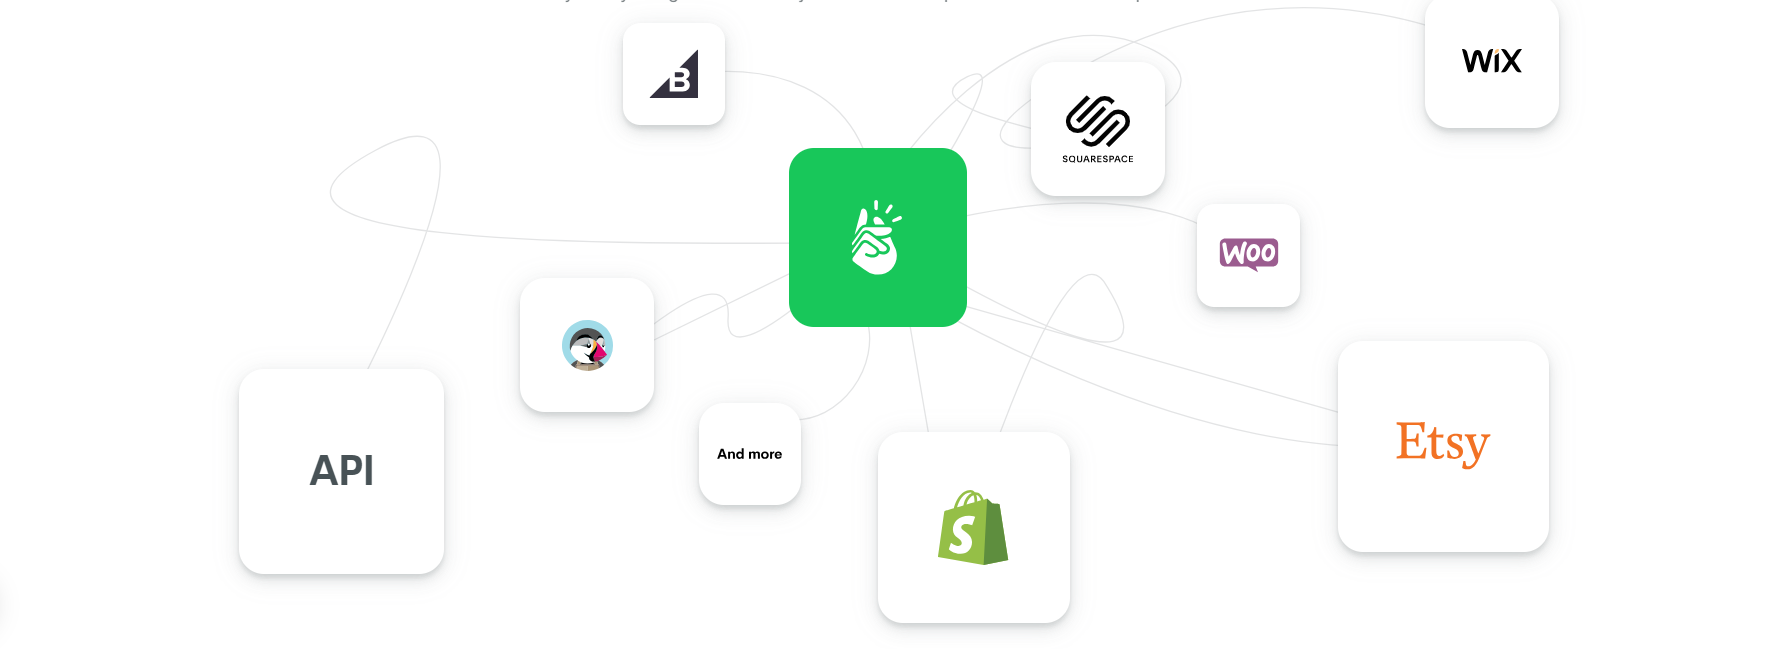 B
WiX
SQUARESPACE
WOO
API
And more
S
Etsy